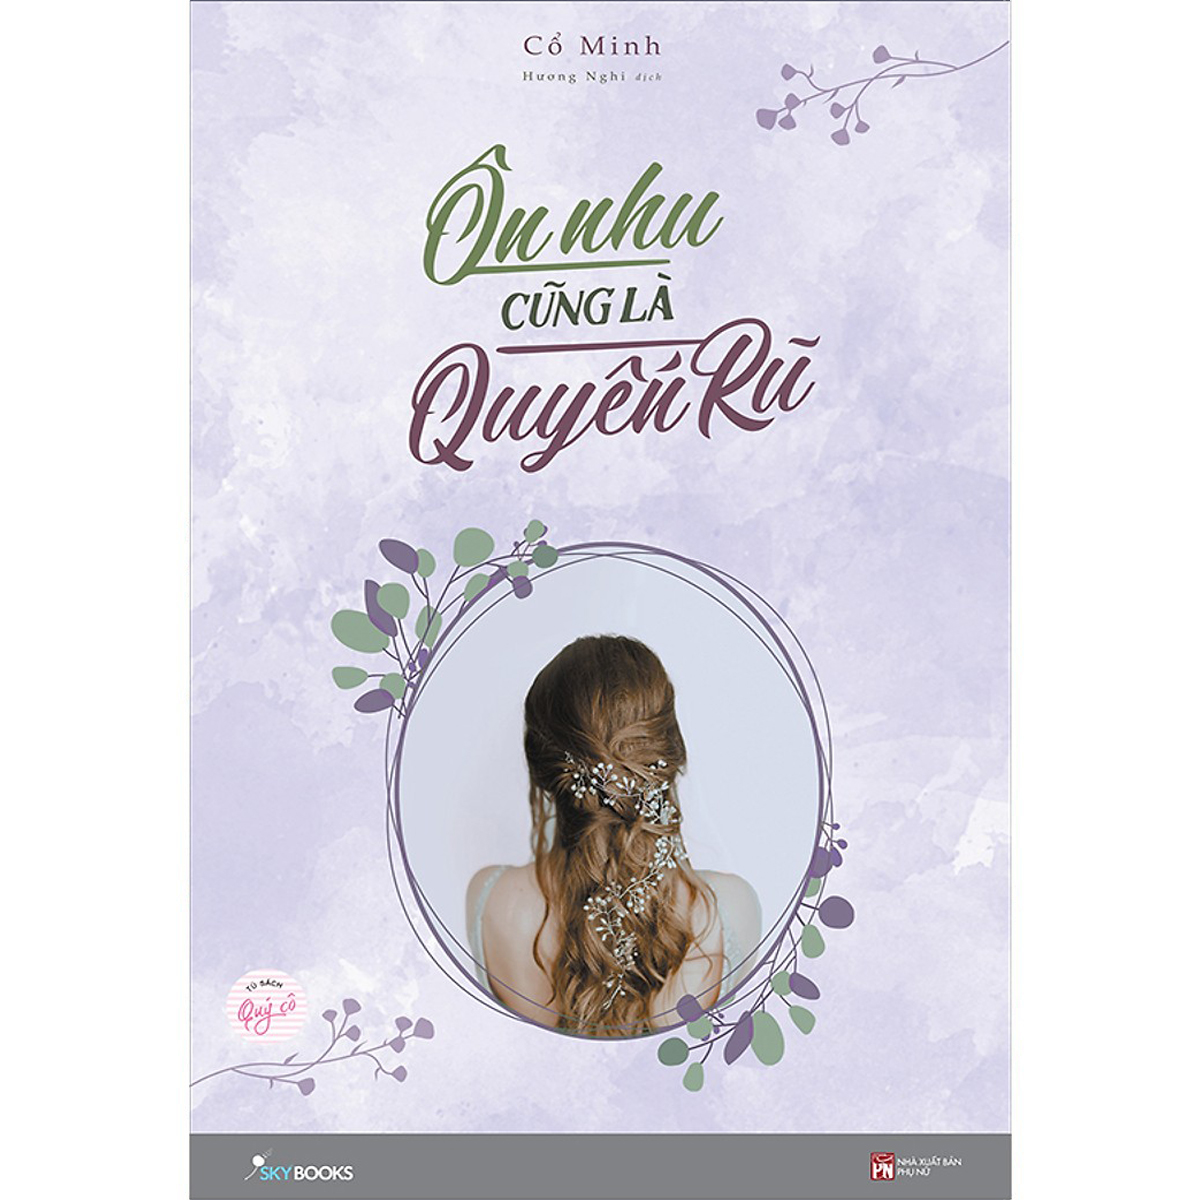 Cổ Minh
Hương Nghi dịch
Ôn nhu
CŨNG LÀ
Quyến Rũ
TỦ SÁCH
Quý cô
SKYBOOKS
PN
NHÀ XUẤT BẢN
PHỤ NỮ